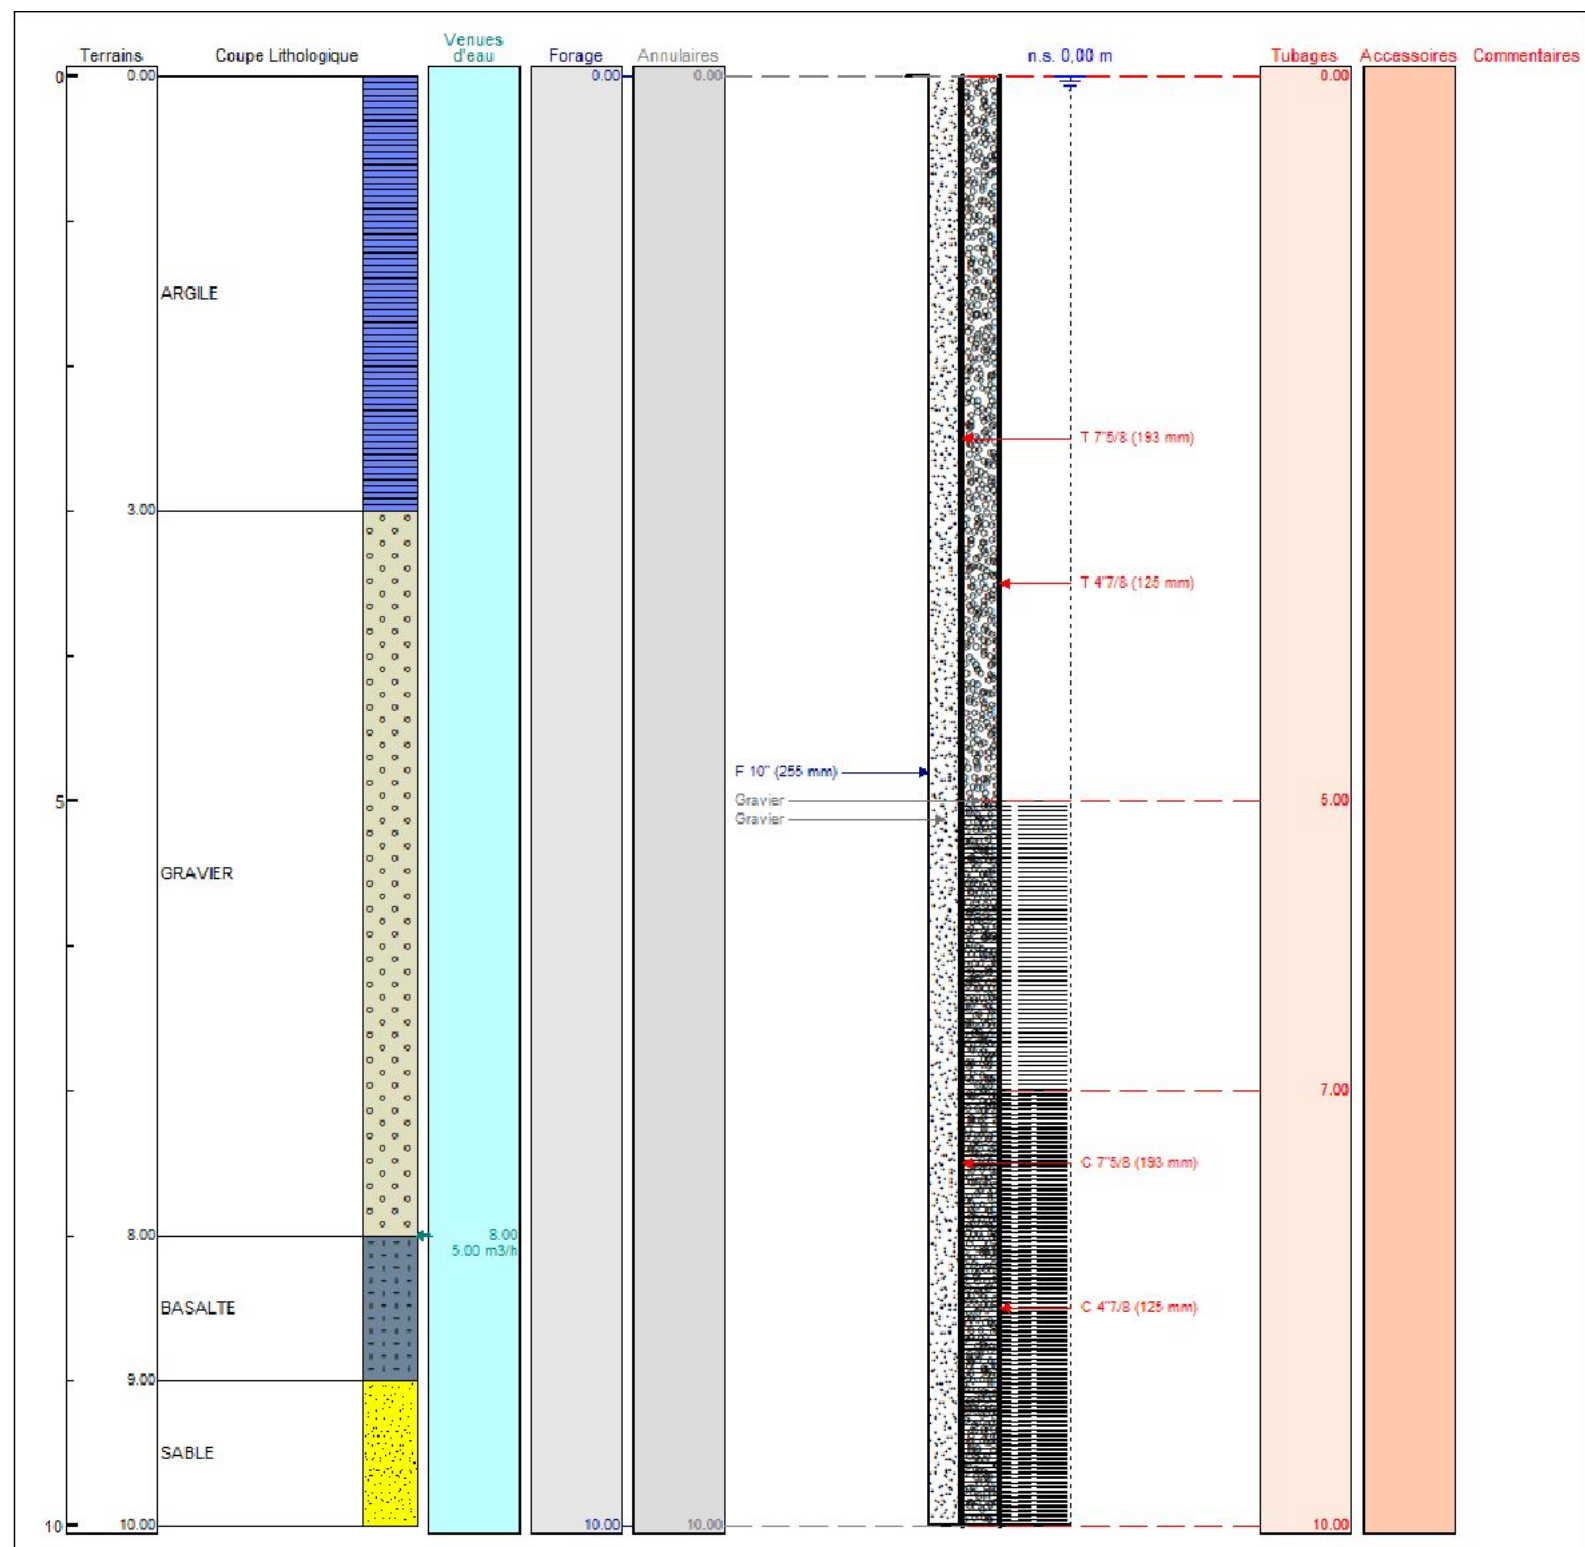 Terrains
Coupe Lithologique
Venues
d'eau
Forage
Annulaires
n.s. 0,00 m
Tubages
Accessoires
Commentaires
0
0.00
0.00
0.00
0.00
ARGILE
T 7"5/8 (193 mm)
3.00
T 4"7/8 (125 mm)
F 10" (255 mm)
5
Gravier
5.00
Gravier
GRAVIER
7.00
C 7"5/8 (193 mm)
8.00
8.00
5.00 m3/h
BASALTE
C 4"7/8 (125 mm)
9.00
SABLE
10
10.00
10.00
10.00
10.00